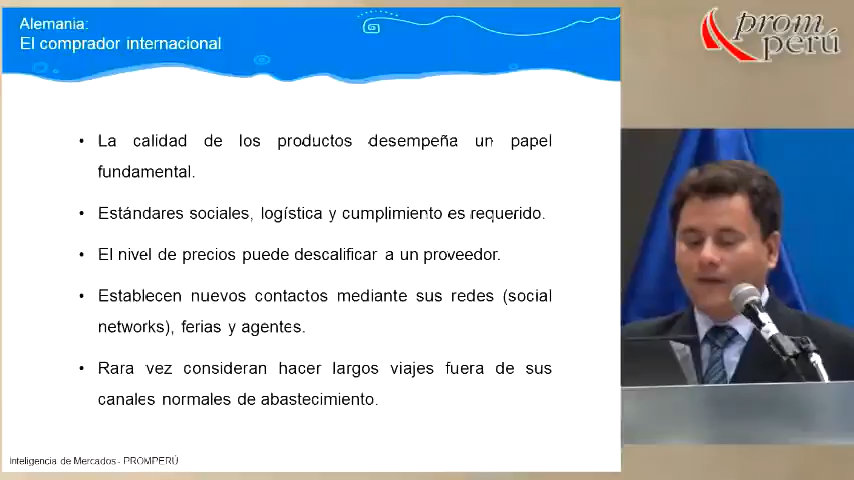 Alemania:
El comprador internacional
prom
perú
• La calidad de los productos desempeña un papel
fundamental.
• Estándares sociales, logística y cumplimiento es requerido.
• El nivel de precios puede descalificar a un proveedor.
• Establecen nuevos contactos mediante sus redes (social
networks), ferias y agentes.
• Rara vez consideran hacer largos viajes fuera de sus
canales normales de abastecimiento.
Inteligencia de Mercados - PROMPERÚ